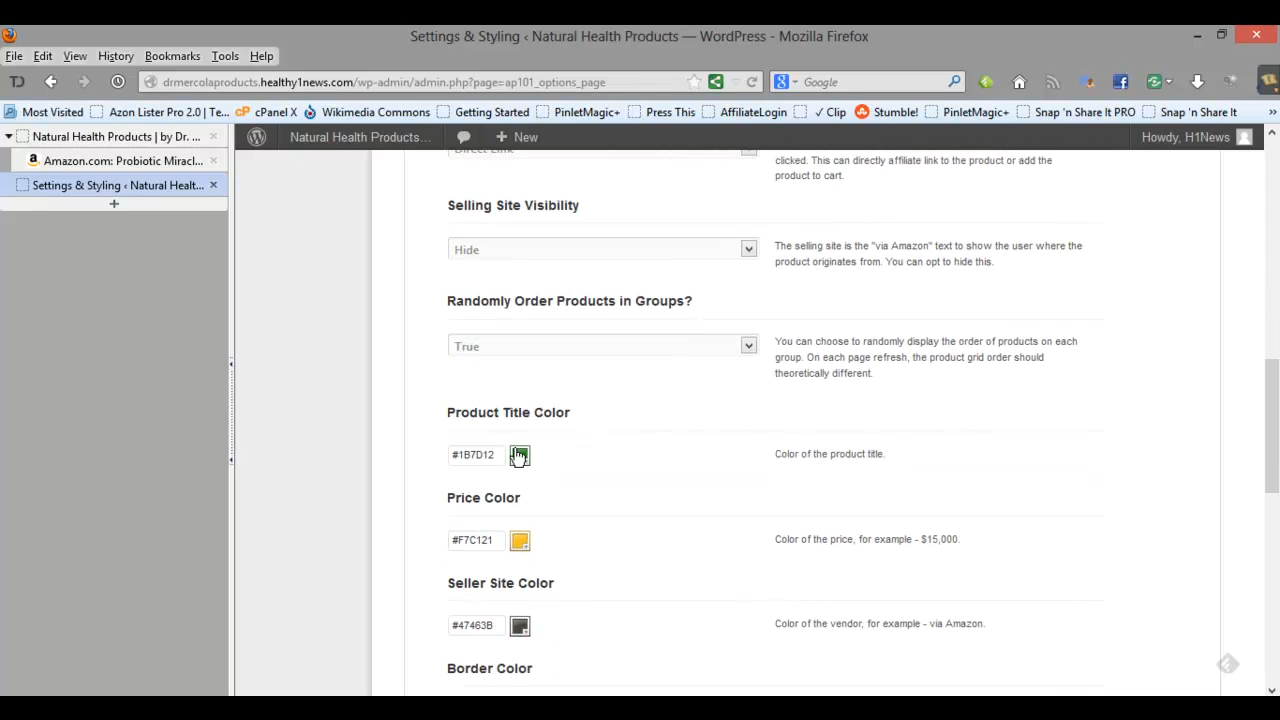 Settings & Styling ‹ Natural Health Products — WordPress - Mozilla Firefox
File Edit View History Bookmarks Tools Help
drmercolaproducts.healthy1news.com/wp-admin/admin.php?page=ap101_options_page
Google
Most Visited Azon Lister Pro 2.0 | Te... cPanel X Wikimedia Commons Getting Started PinletMagic+ Press This AffiliateLogin ✓ Clip Stumble! PinletMagic+ Snap 'n Share It PRO Snap 'n Share It »
Natural Health Products | by Dr. ...
Amazon.com: Probiotic Miracl...
Settings & Styling ‹ Natural Healt...
Natural Health Products... New Howdy, H1News
Direct Link
clicked. This can directly affiliate link to the product or add the
product to cart.
Selling Site Visibility
Hide
The selling site is the "via Amazon" text to show the user where the
product originates from. You can opt to hide this.
Randomly Order Products in Groups?
True
You can choose to randomly display the order of products on each
group. On each page refresh, the product grid order should
theoretically different.
Product Title Color
#1B7D12
Color of the product title.
Price Color
#F7C121
Color of the price, for example - $15,000.
Seller Site Color
#47463B
Color of the vendor, for example - via Amazon.
Border Color